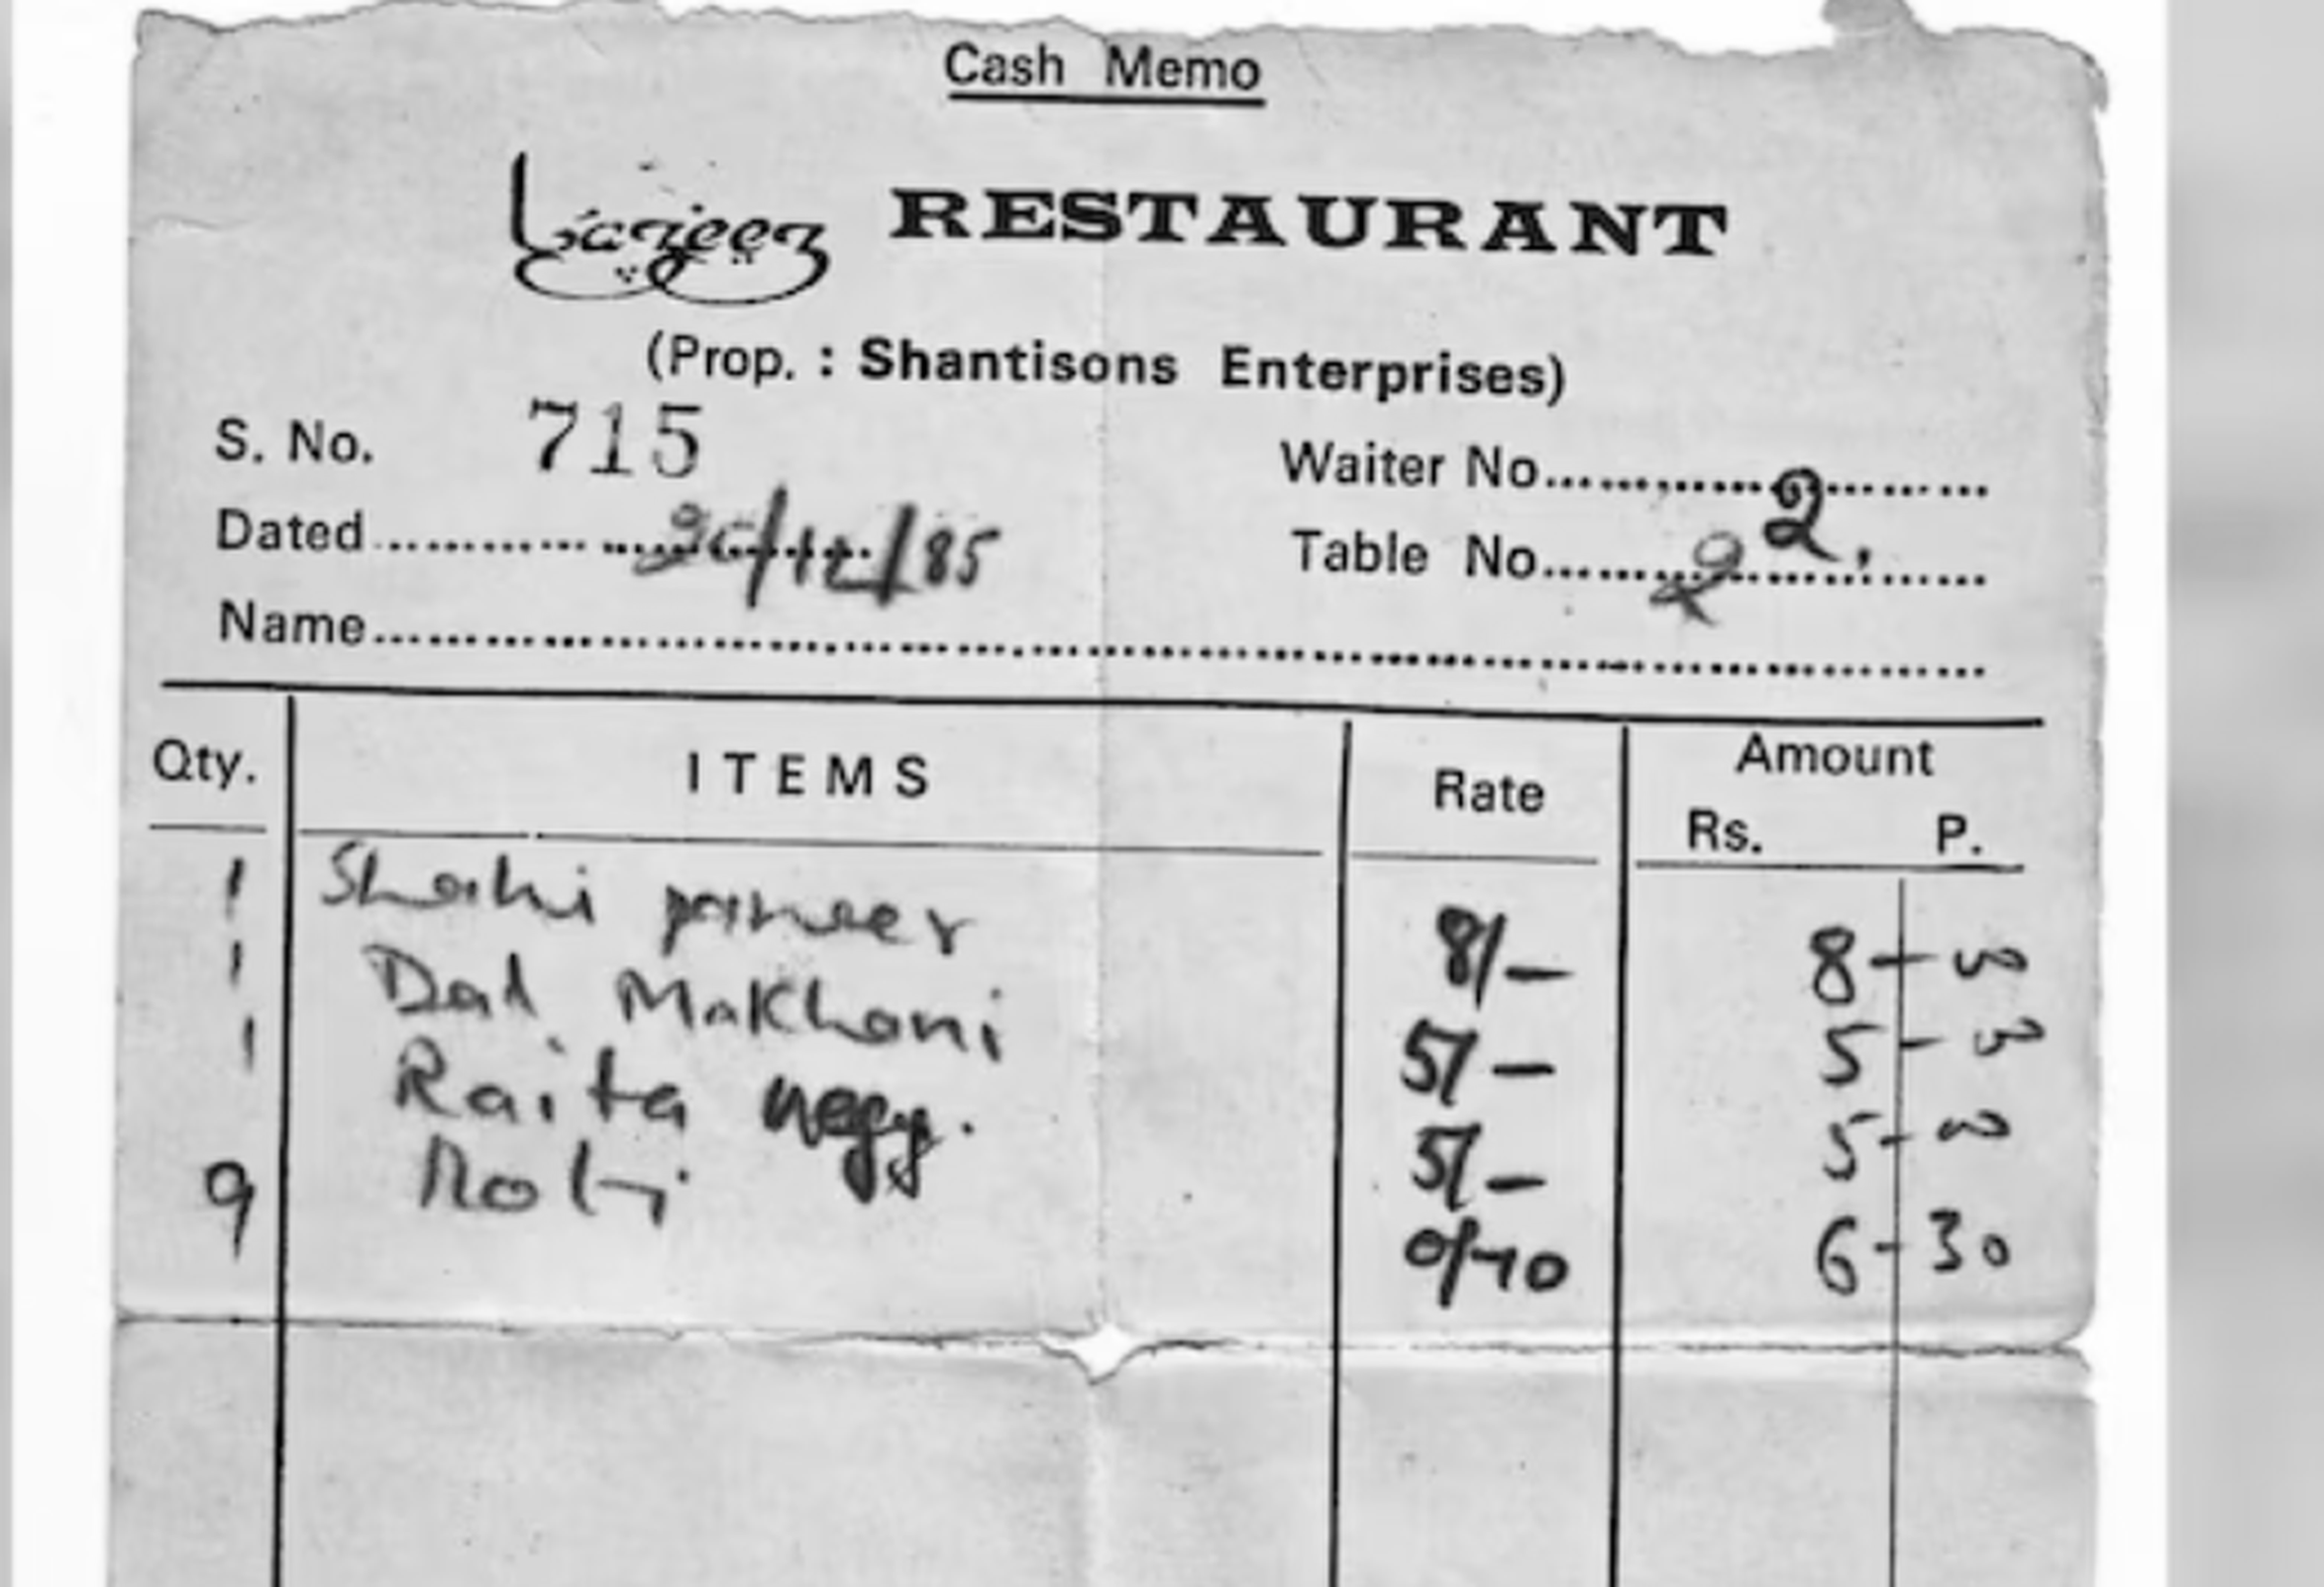 Cash Memo
Lazeez RESTAURANT
(Prop. : Shantisons Enterprises)
S. No. 715
Waiter No. 2.
Dated /12/85
Table No. 2
Name
Qty. ITEMS Rate Amount
Rs. P.
1 Shahi paneer 8/- 8-00
1 Dal Makhani 5/- 5-00
1 Raita vegg. 5/- 5-00
9 Roti 0/70 6-30